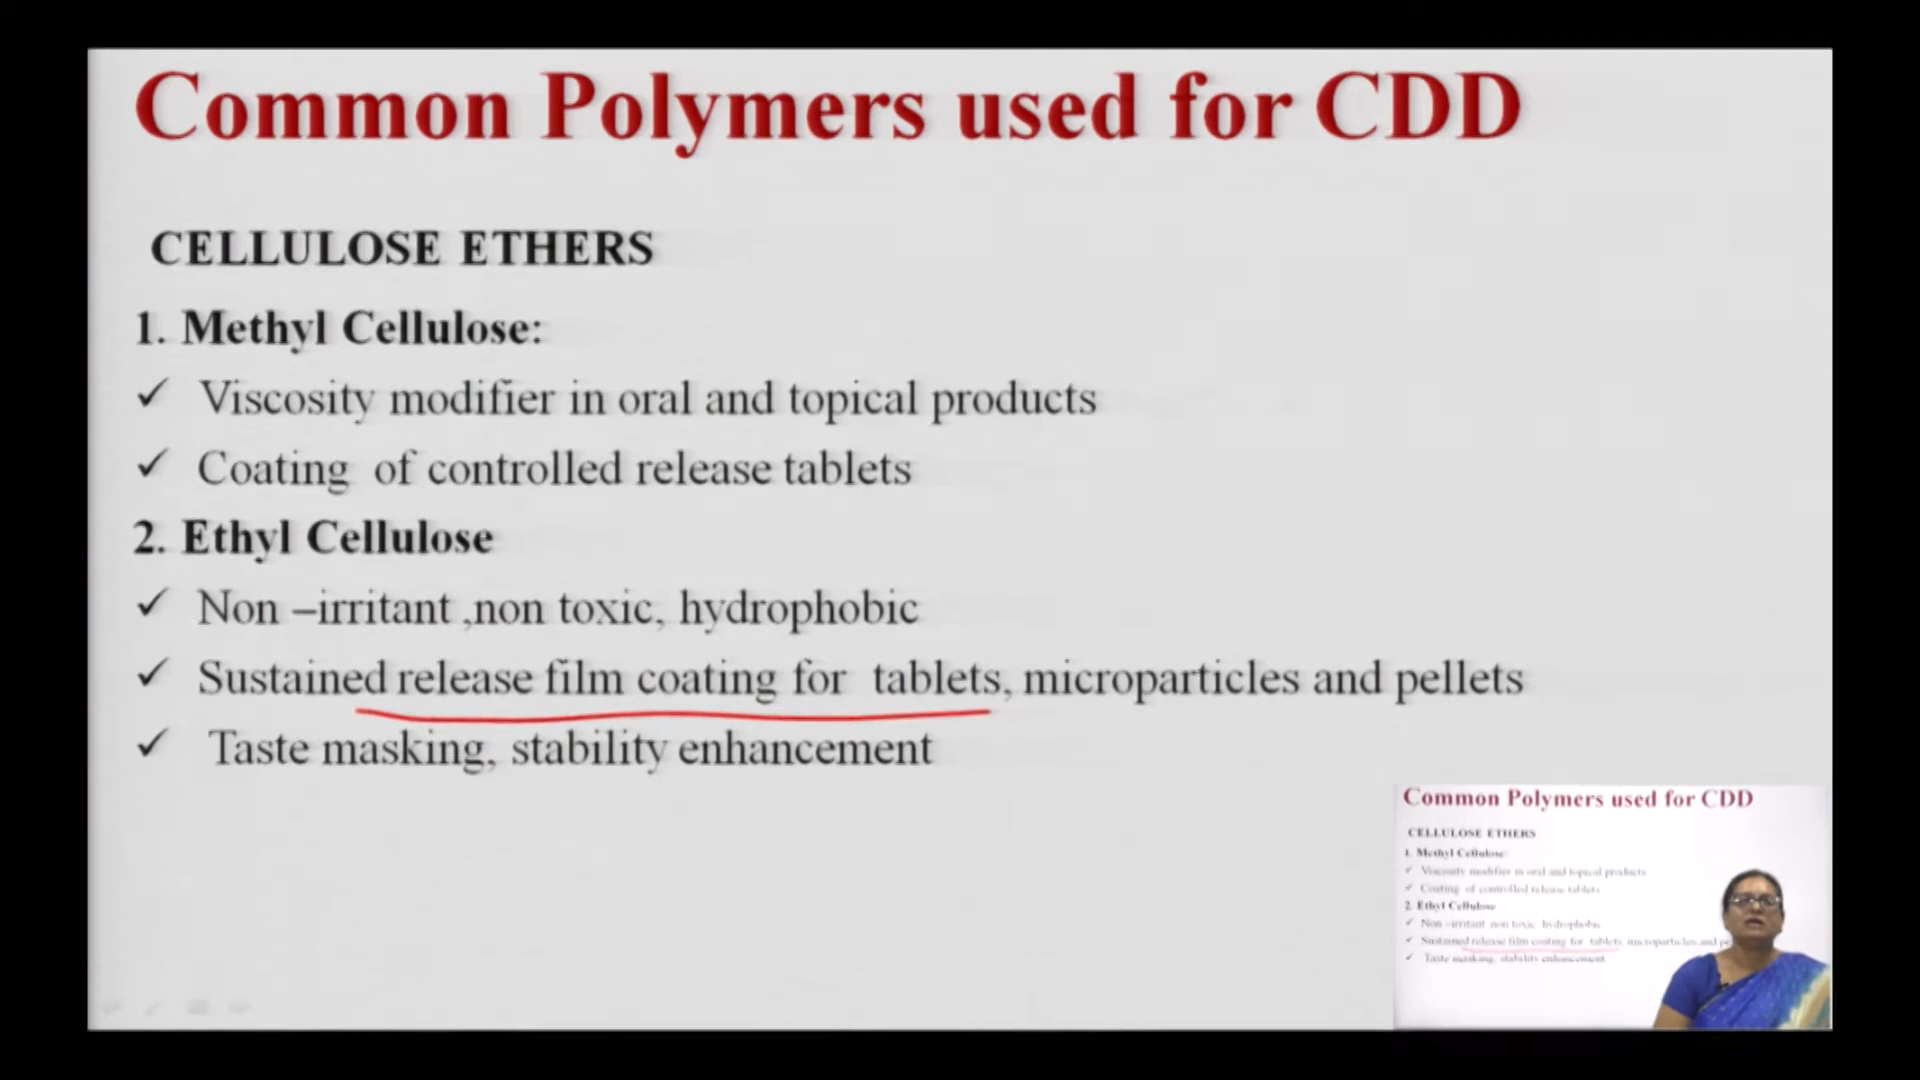 Common Polymers used for CDD
CELLULOSE ETHERS
1. Methyl Cellulose:
✓ Viscosity modifier in oral and topical products
✓ Coating of controlled release tablets
2. Ethyl Cellulose
✓ Non –irritant ,non toxic, hydrophobic
✓ Sustained release film coating for tablets, microparticles and pellets
✓ Taste masking, stability enhancement
Common Polymers used for CDD
CELLULOSE ETHERS
1. Methyl Cellulose:
✓ Viscosity modifier in oral and topical products
✓ Coating of controlled release tablets
2. Ethyl Cellulose
✓ Non –irritant ,non toxic, hydrophobic
✓ Sustained release film coating for tablets, microparticles and
✓ Taste masking, stability enhancement